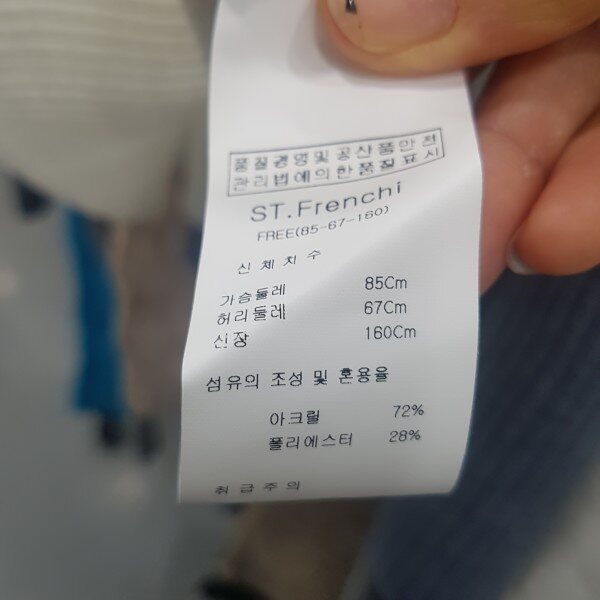 품질경영및 공산품안전
관리법에의한품질표시
ST.Frenchi
FREE(85-67-160)
신체치수
가슴둘레 85Cm
허리둘레 67Cm
신장 160Cm
섬유의 조성 및 혼용율
아크릴 72%
폴리에스터 28%
취급주의